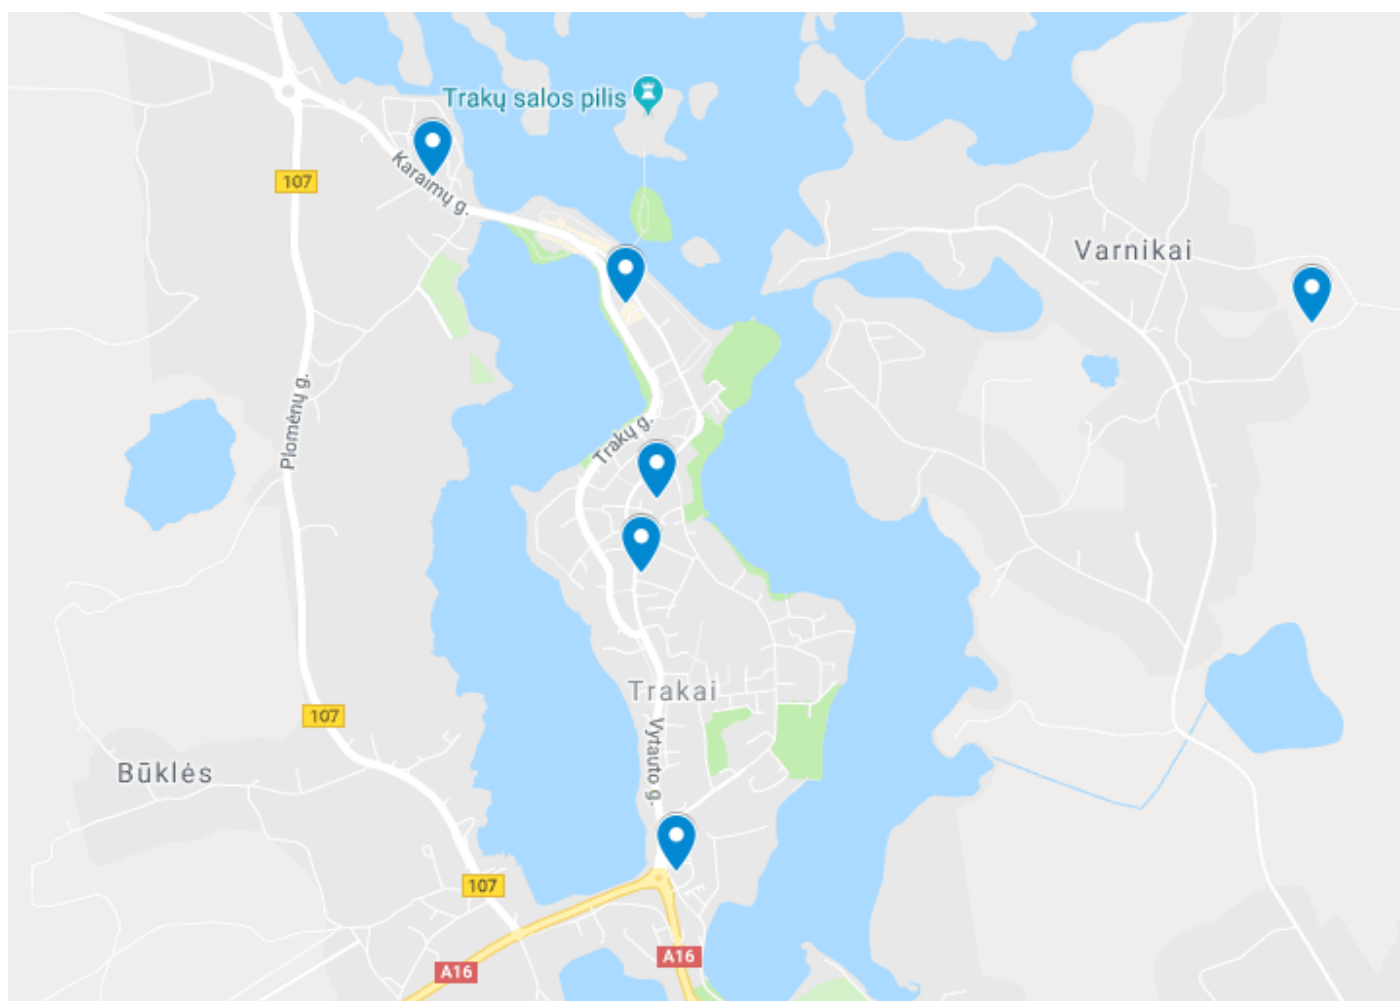 Trakų salos pilis
Karaimų g.
107
Varnikai
Plomėnų g.
Trakų g.
Trakai
107
Vytauto g.
Būklės
107
A16
A16